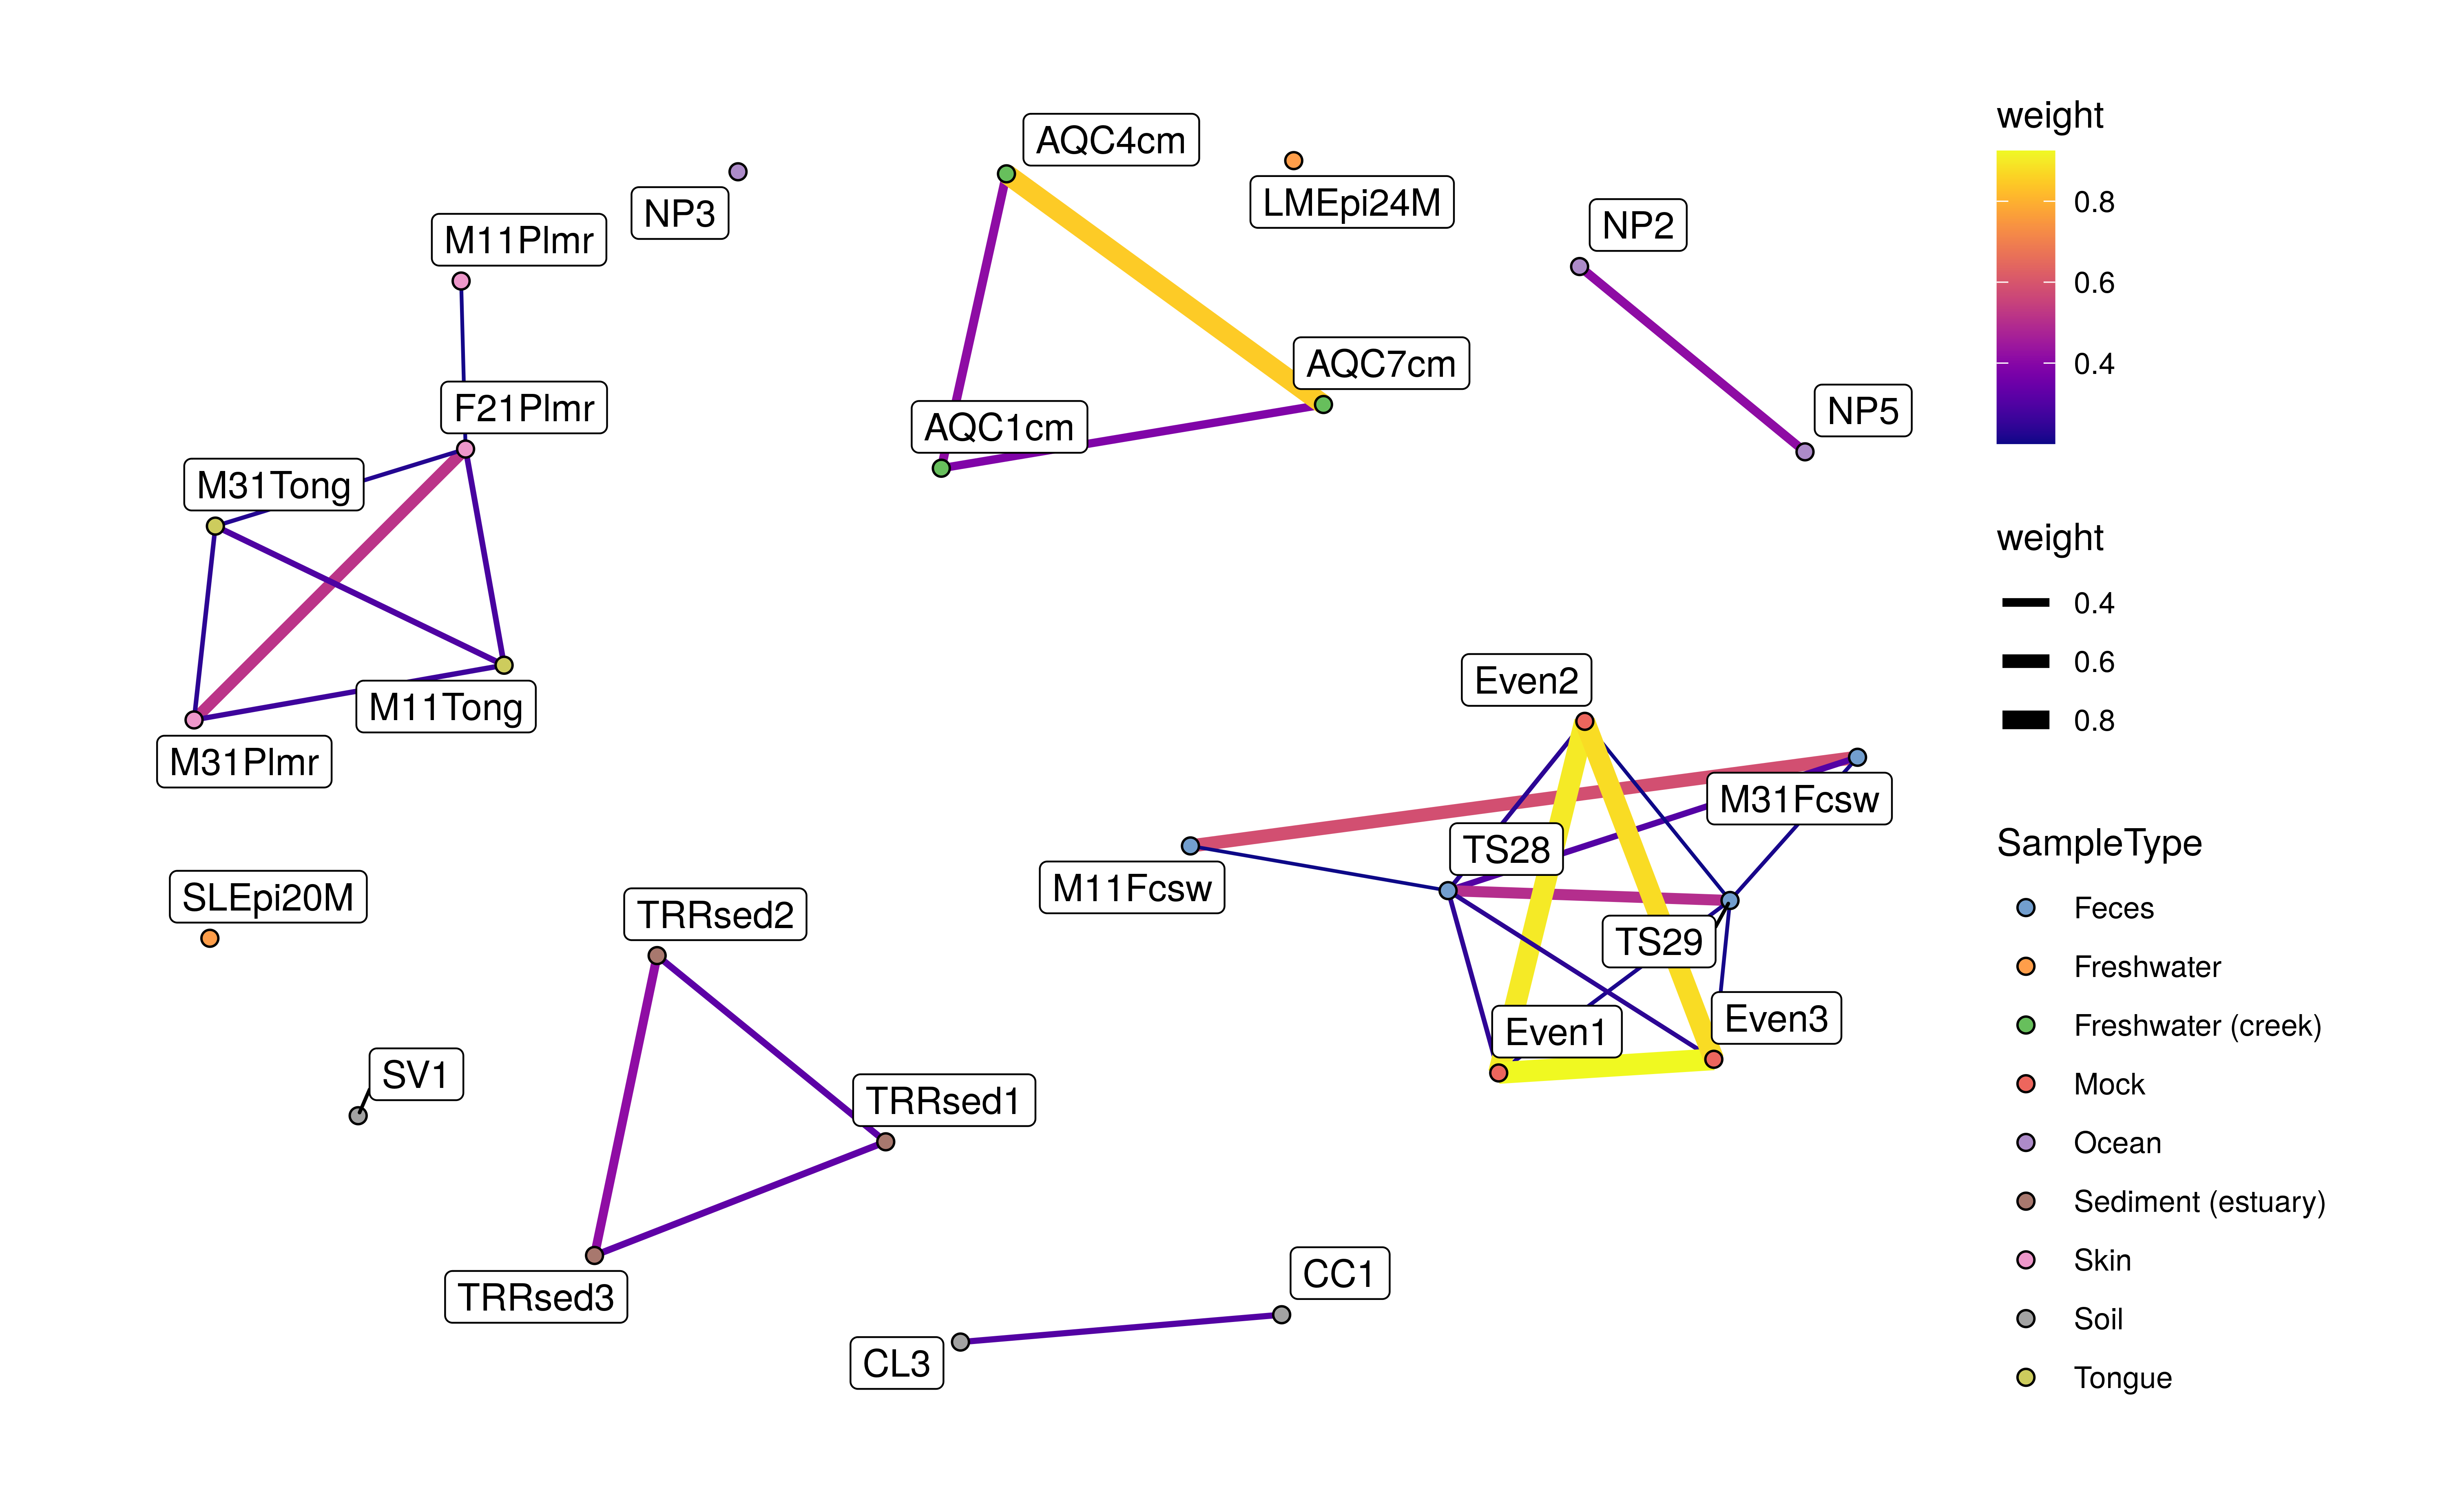 AQC4cm
LMEpi24M
NP3
NP2
M11Plmr
AQC7cm
F21Plmr
AQC1cm
NP5
M31Tong
M11Tong
M31Plmr
Even2
M31Fcsw
TS28
M11Fcsw
SLEpi20M
TRRsed2
TS29
Even1
Even3
SV1
TRRsed1
TRRsed3
CC1
CL3
weight
0.8
0.6
0.4
weight
0.4
0.6
0.8
SampleType
Feces
Freshwater
Freshwater (creek)
Mock
Ocean
Sediment (estuary)
Skin
Soil
Tongue